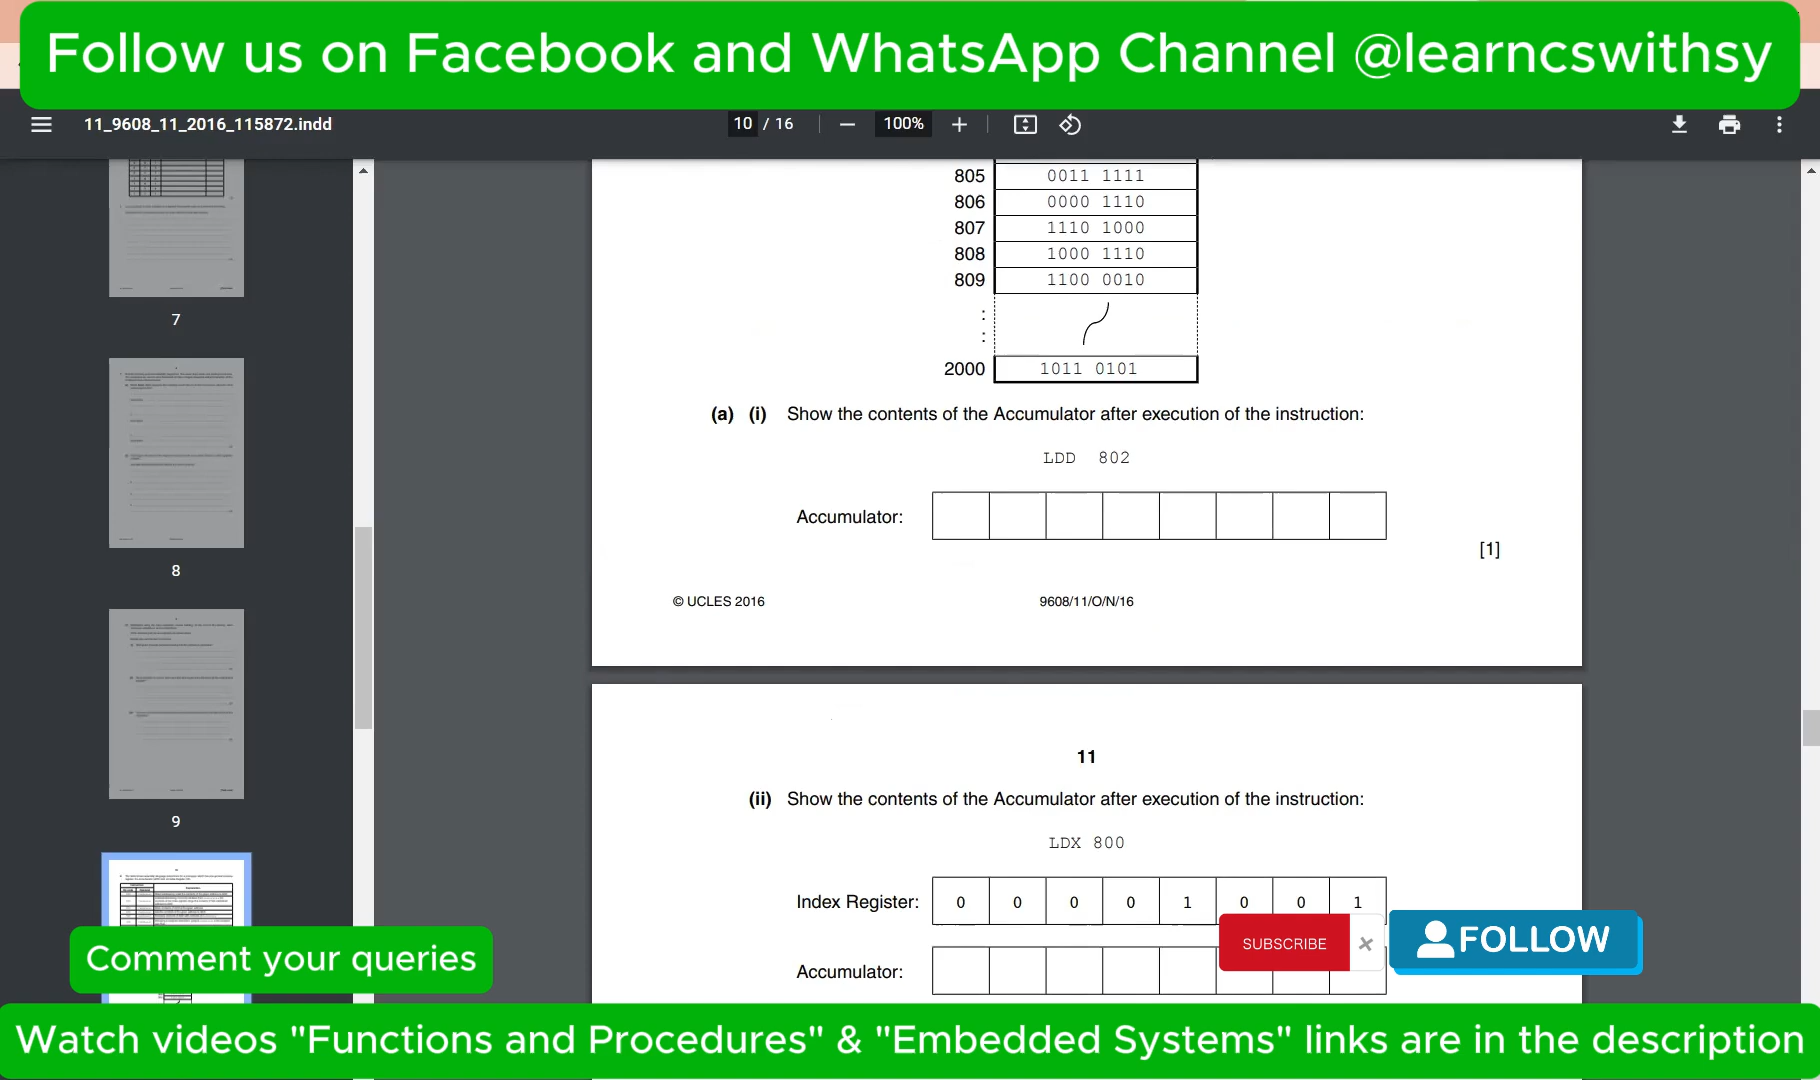 Follow us on Facebook and WhatsApp Channel @learncswithsy
11_9608_11_2016_115872.indd
10 / 16
100%
7
8
9
805 0011 1111
806 0000 1110
807 1110 1000
808 1000 1110
809 1100 0010
:
:
2000 1011 0101
(a) (i) Show the contents of the Accumulator after execution of the instruction:
LDD 802
Accumulator:
[1]
© UCLES 2016
9608/11/O/N/16
11
(ii) Show the contents of the Accumulator after execution of the instruction:
LDX 800
Index Register: 0 0 0 0 1 0 0 1
Accumulator:
SUBSCRIBE
FOLLOW
Comment your queries
Watch videos "Functions and Procedures" & "Embedded Systems" links are in the description